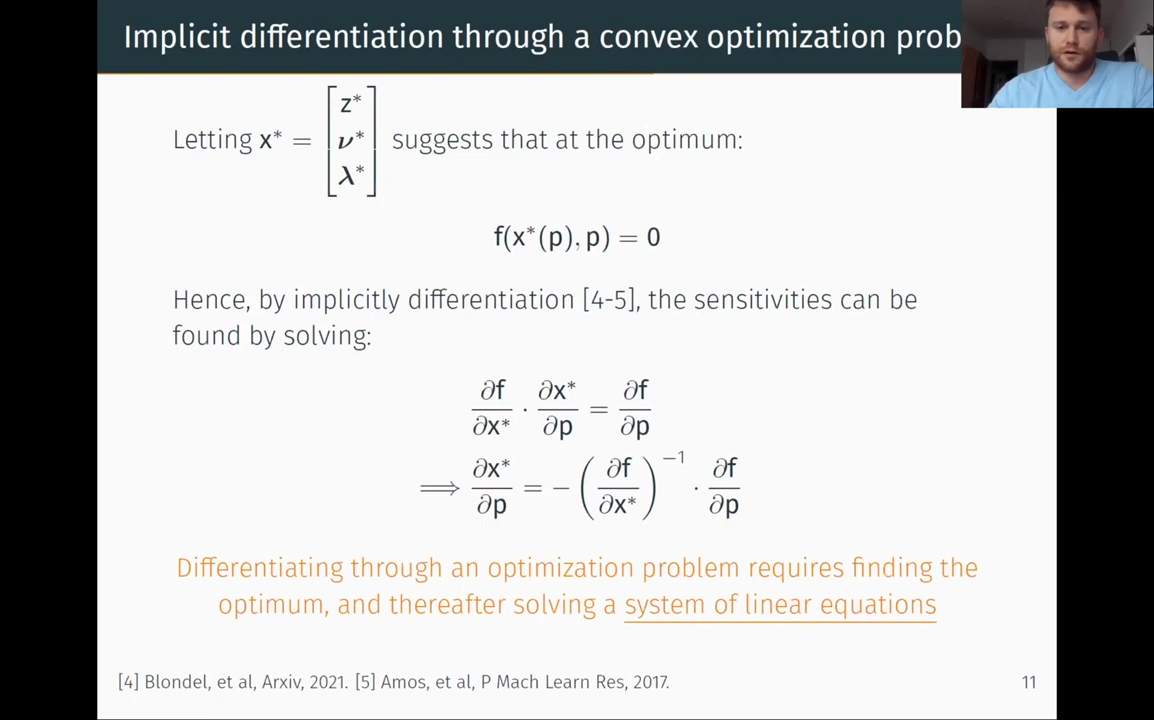 Implicit differentiation through a convex optimization prob
Letting x* = [z* ν* λ*] suggests that at the optimum:
f(x*(p), p) = 0
Hence, by implicitly differentiation [4-5], the sensitivities can be
found by solving:
∂f/∂x* · ∂x*/∂p = ∂f/∂p
⟹ ∂x*/∂p = −(∂f/∂x*)⁻¹ · ∂f/∂p
Differentiating through an optimization problem requires finding the
optimum, and thereafter solving a system of linear equations
[4] Blondel, et al, Arxiv, 2021. [5] Amos, et al, P Mach Learn Res, 2017.
11